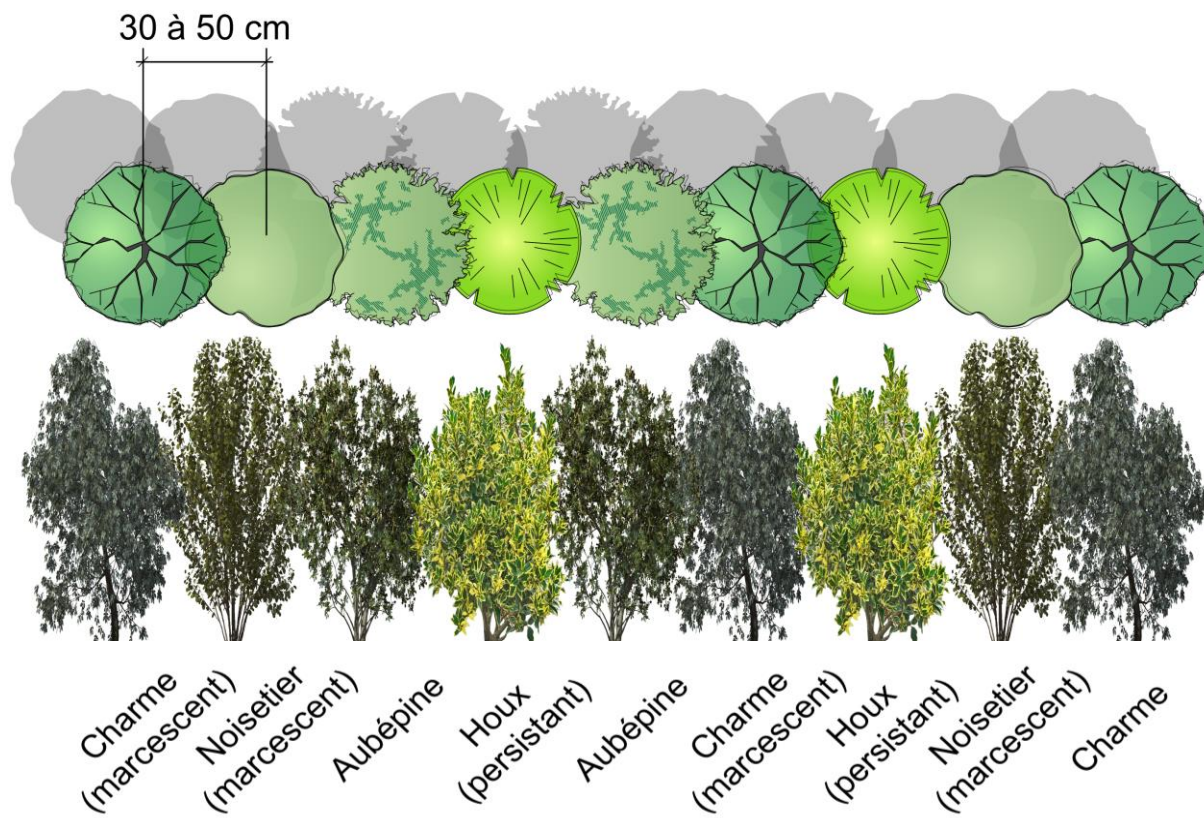 30 à 50 cm
Charme
(marcescent)
Noisetier
(marcescent)
Aubépine
Houx
(persistant)
Aubépine
Charme
(marcescent)
Houx
(persistant)
Noisetier
(marcescent)
Charme